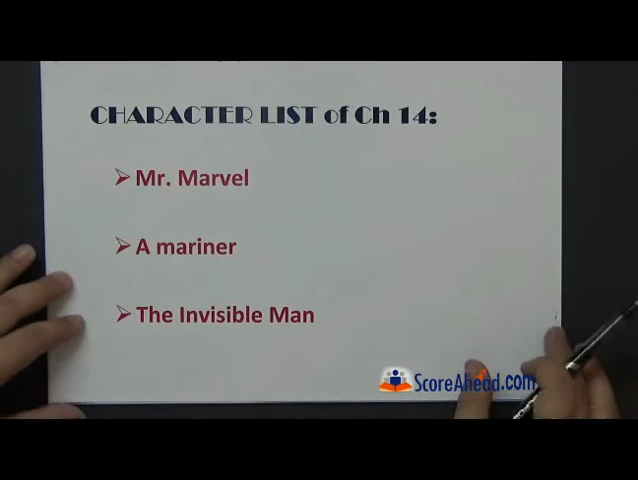 CHARACTER LIST of Ch 14:
Mr. Marvel
A mariner
The Invisible Man
ScoreAhead.com